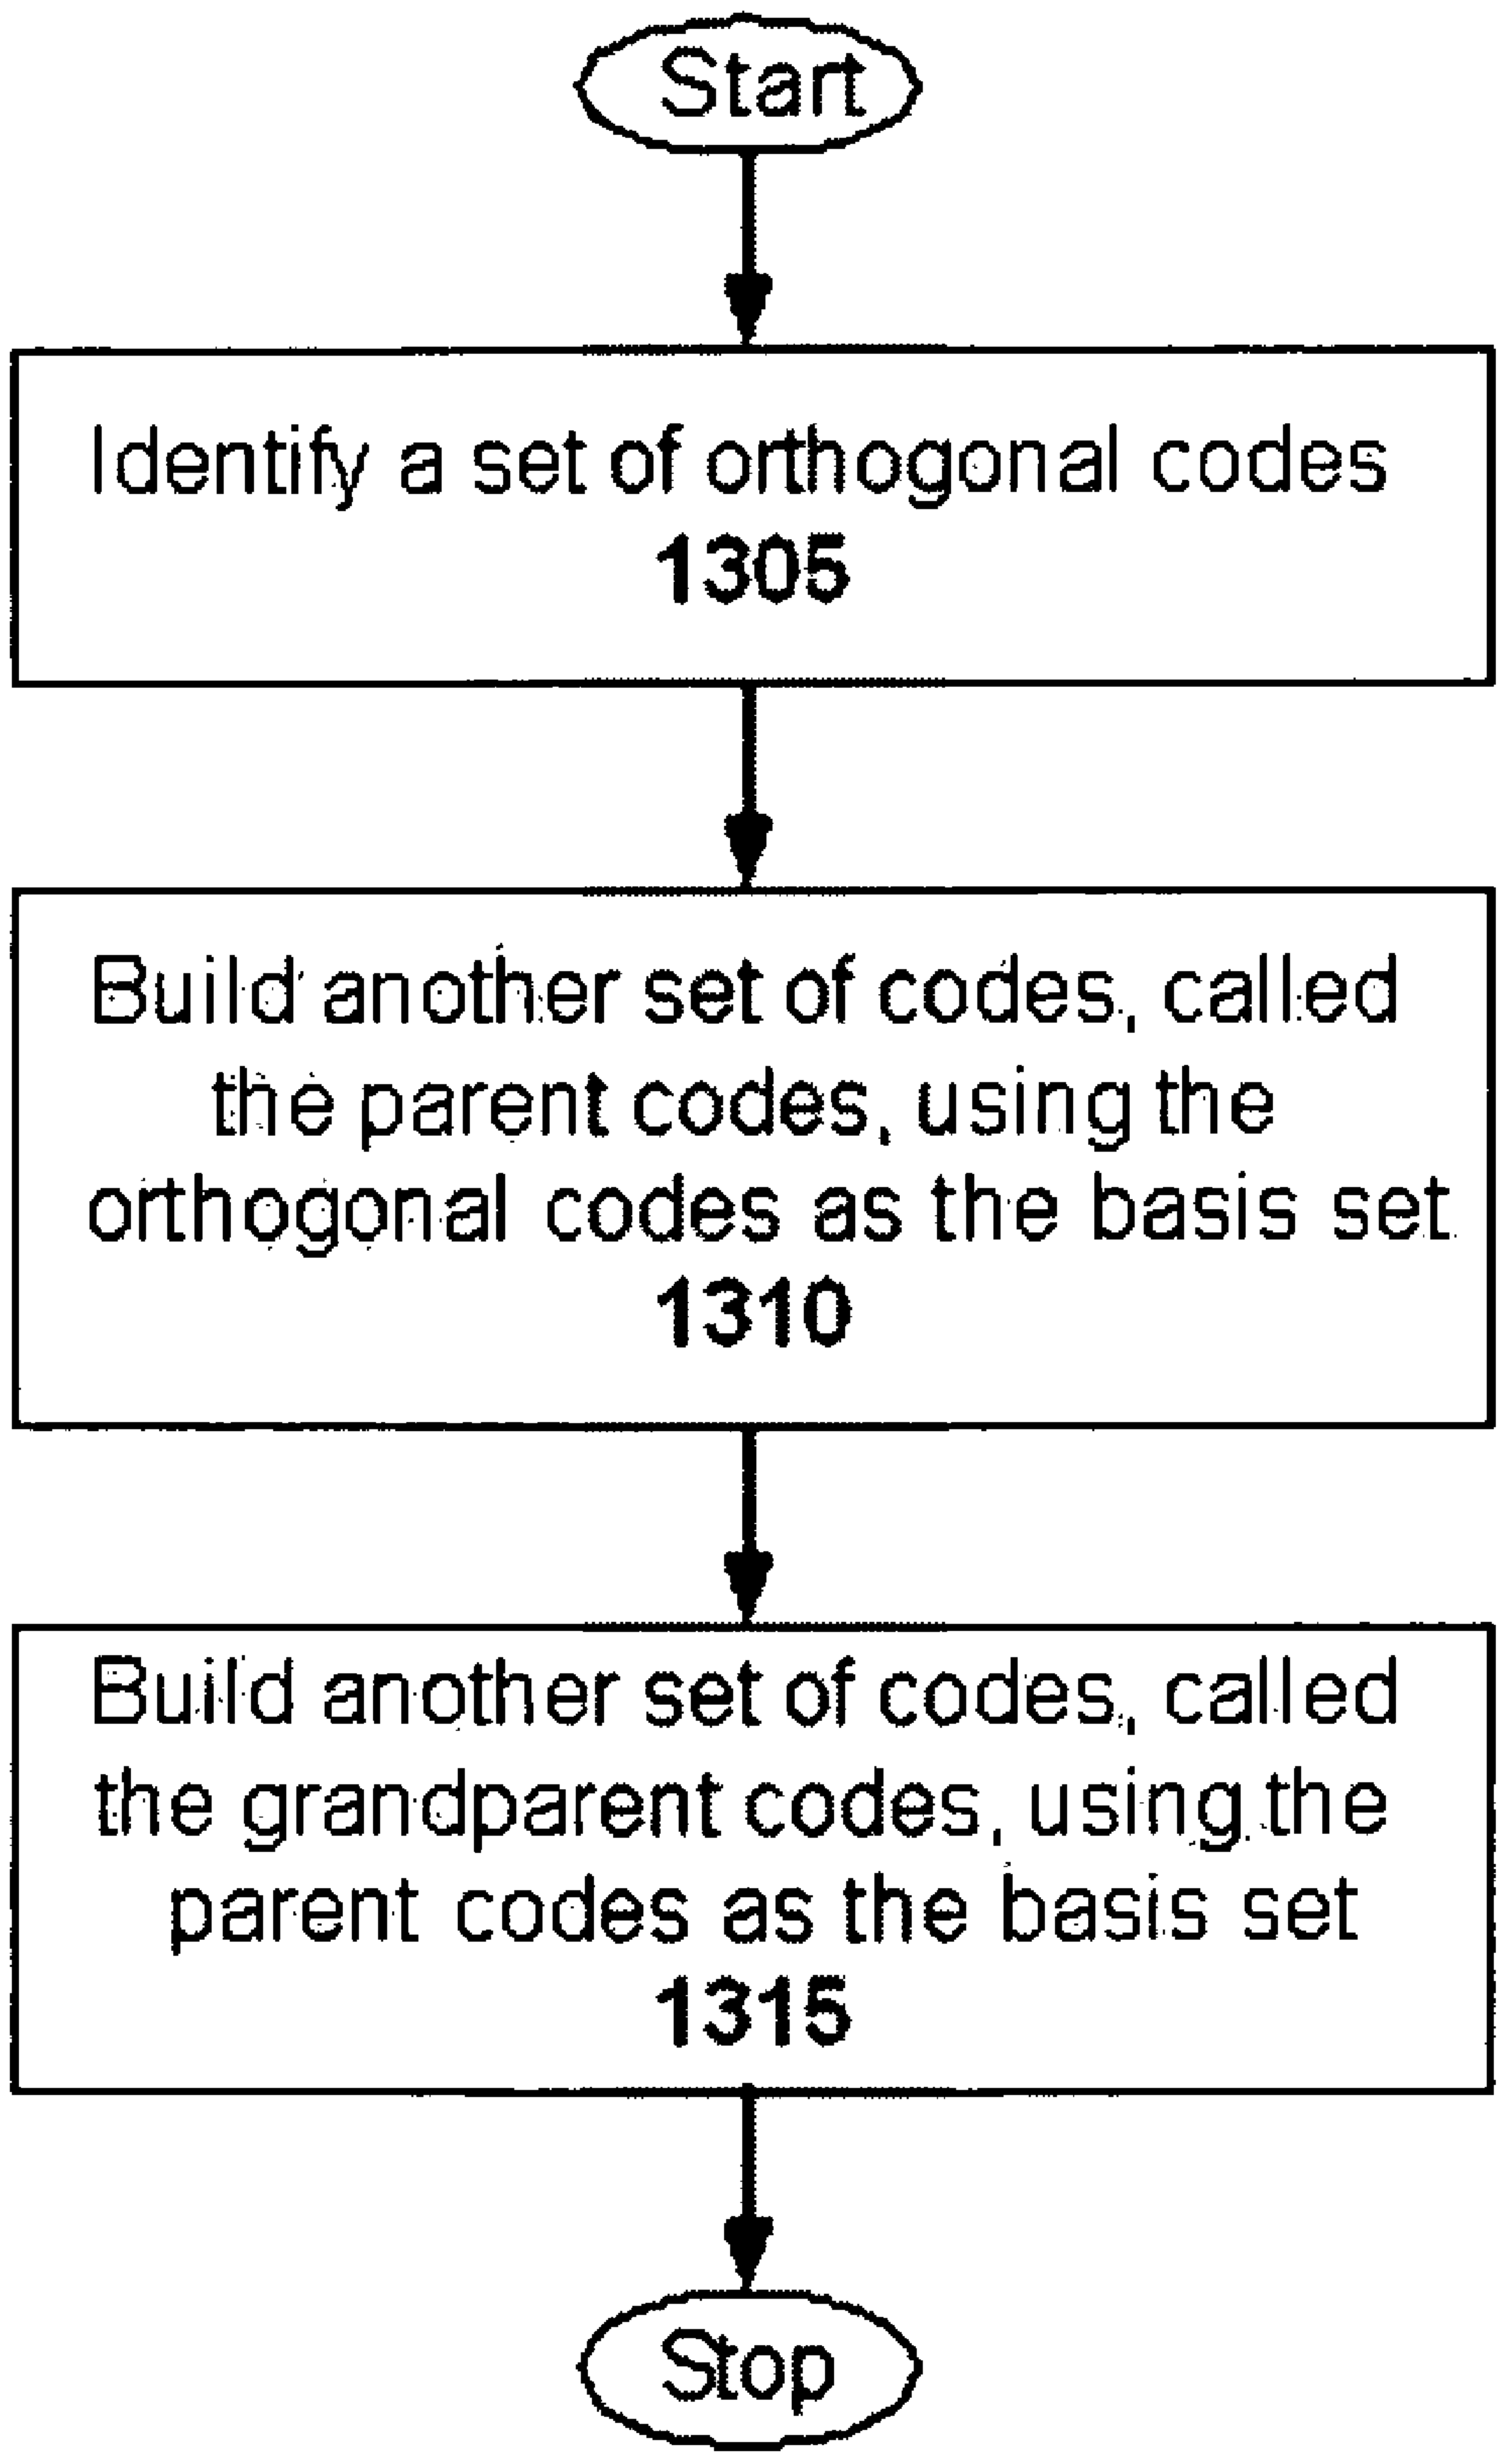 Start
Identify a set of orthogonal codes
1305
Build another set of codes, called
the parent codes, using the
orthogonal codes as the basis set
1310
Build another set of codes, called
the grandparent codes, using the
parent codes as the basis set
1315
Stop